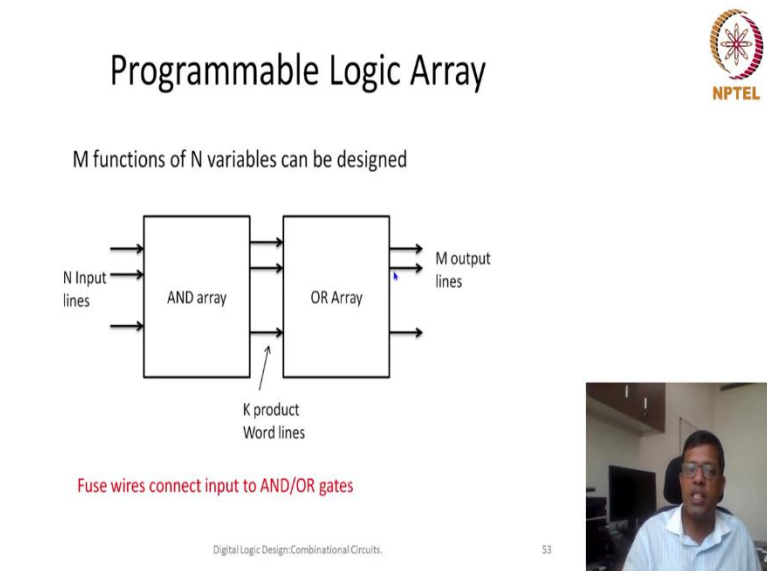 Programmable Logic Array
NPTEL
M functions of N variables can be designed
N Input
lines
AND array
OR Array
M output
lines
K product
Word lines
Fuse wires connect input to AND/OR gates
Digital Logic Design:Combinational Circuits.
53